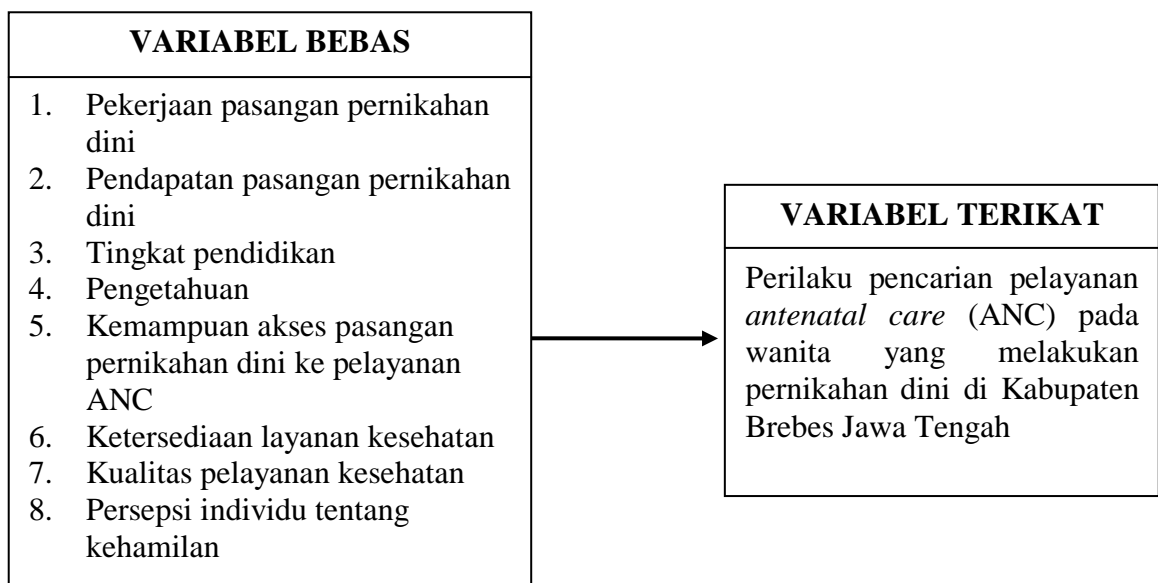 VARIABEL BEBAS
1. Pekerjaan pasangan pernikahan
dini
2. Pendapatan pasangan pernikahan
dini
3. Tingkat pendidikan
4. Pengetahuan
5. Kemampuan akses pasangan
pernikahan dini ke pelayanan
ANC
6. Ketersediaan layanan kesehatan
7. Kualitas pelayanan kesehatan
8. Persepsi individu tentang
kehamilan
VARIABEL TERIKAT
Perilaku pencarian pelayanan
antenatal care (ANC) pada
wanita yang melakukan
pernikahan dini di Kabupaten
Brebes Jawa Tengah